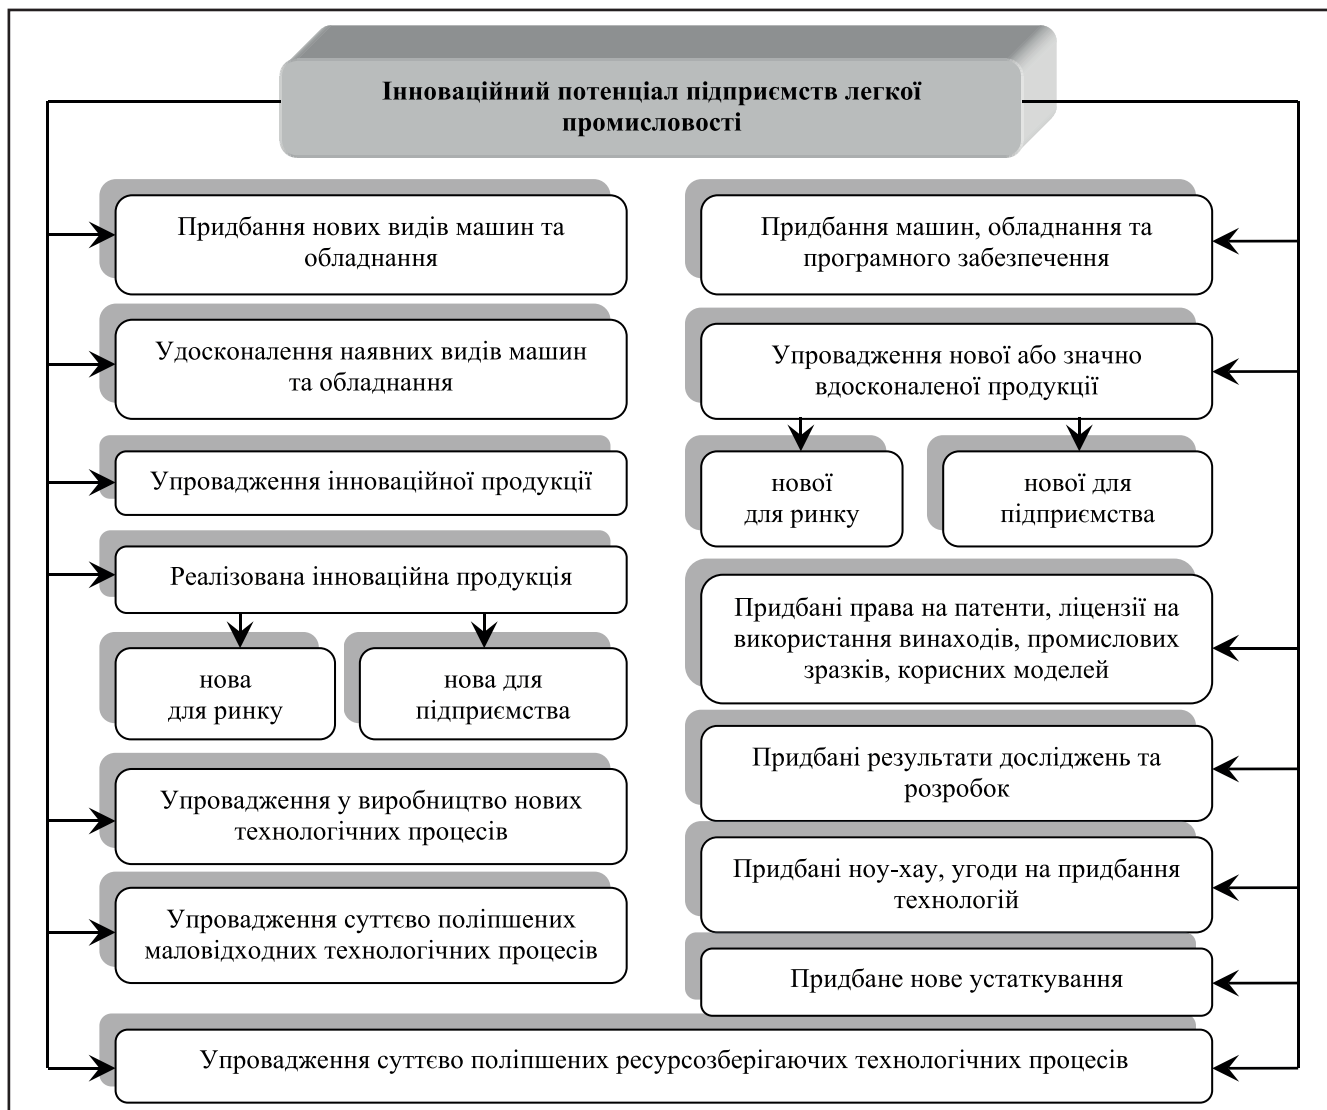 Інноваційний потенціал підприємств легкої
промисловості
Придбання нових видів машин та
обладнання
Удосконалення наявних видів машин
та обладнання
Упровадження інноваційної продукції
Реалізована інноваційна продукція
нова
для ринку
нова для
підприємства
Упровадження у виробництво нових
технологічних процесів
Упровадження суттєво поліпшених
маловідходних технологічних процесів
Придбання машин, обладнання та
програмного забезпечення
Упровадження нової або значно
вдосконаленої продукції
нової
для ринку
нової для
підприємства
Придбані права на патенти, ліцензії на
використання винаходів, промислових
зразків, корисних моделей
Придбані результати досліджень та
розробок
Придбані ноу-хау, угоди на придбання
технологій
Придбане нове устаткування
Упровадження суттєво поліпшених ресурсозберігаючих технологічних процесів